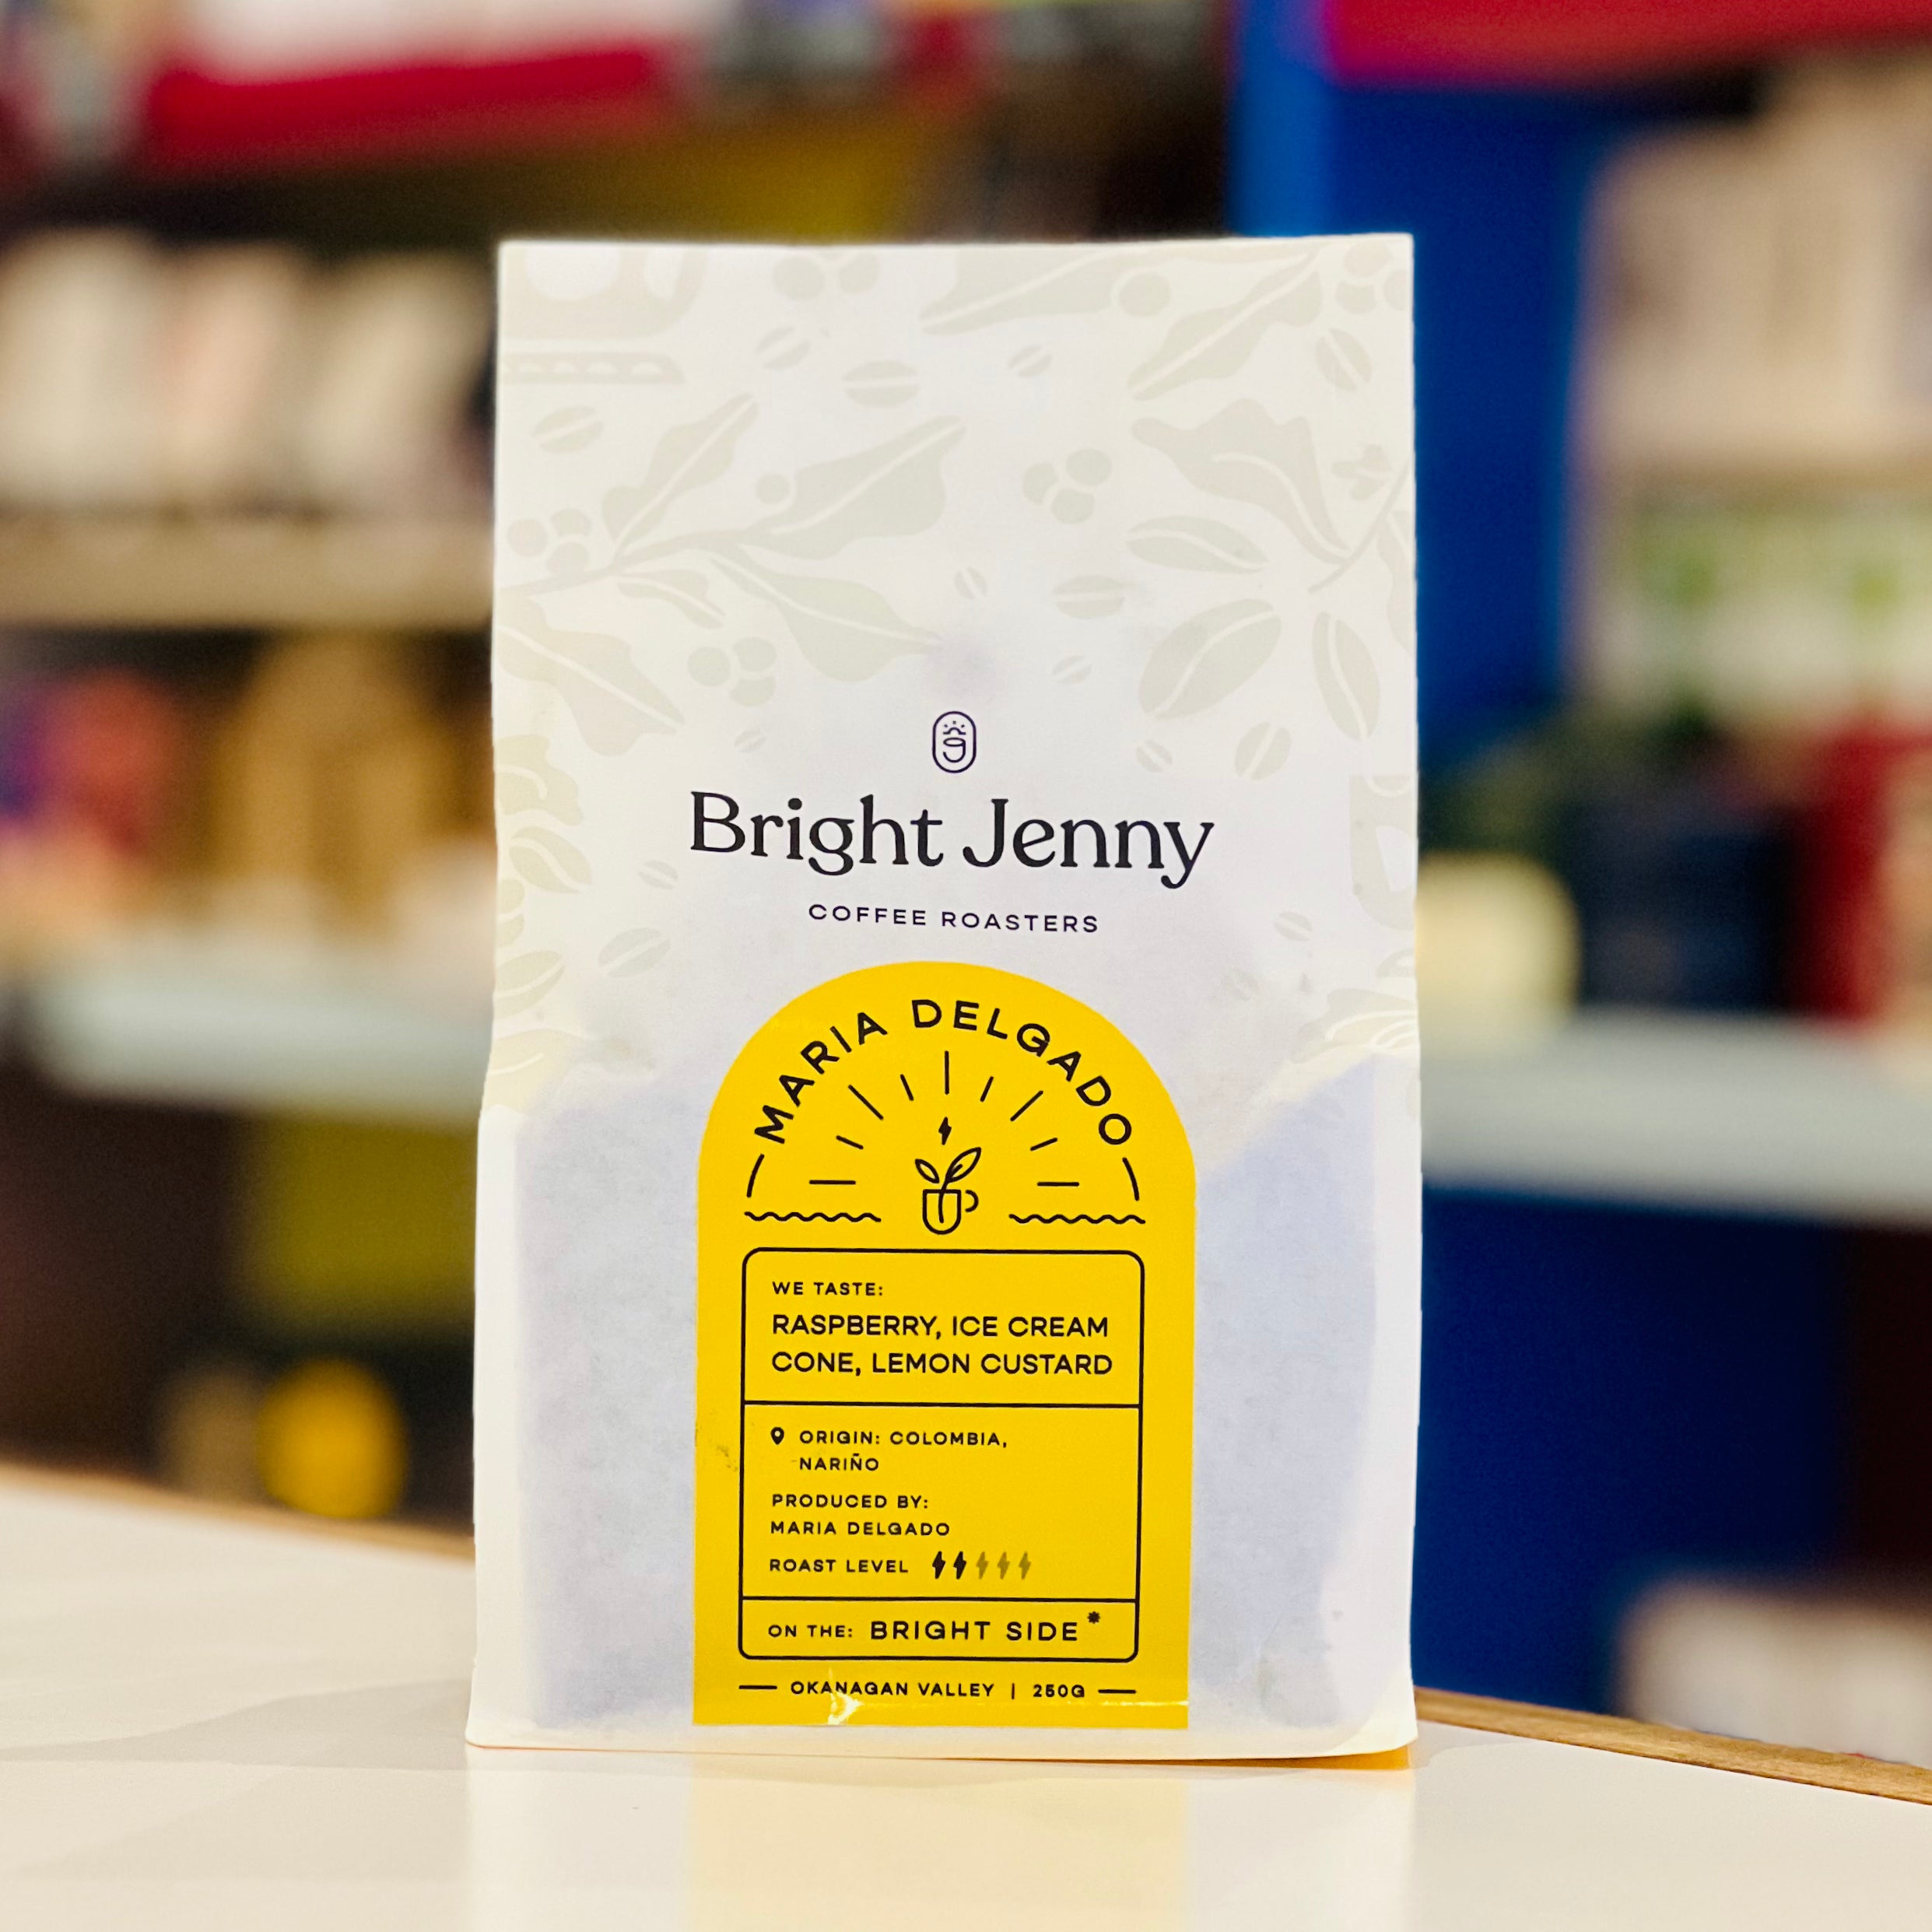 Bright Jenny
COFFEE ROASTERS
MARIA DELGADO
WE TASTE:
RASPBERRY, ICE CREAM
CONE, LEMON CUSTARD
ORIGIN: COLOMBIA,
NARIÑO
PRODUCED BY:
MARIA DELGADO
ROAST LEVEL
ON THE: BRIGHT SIDE*
OKANAGAN VALLEY | 250G